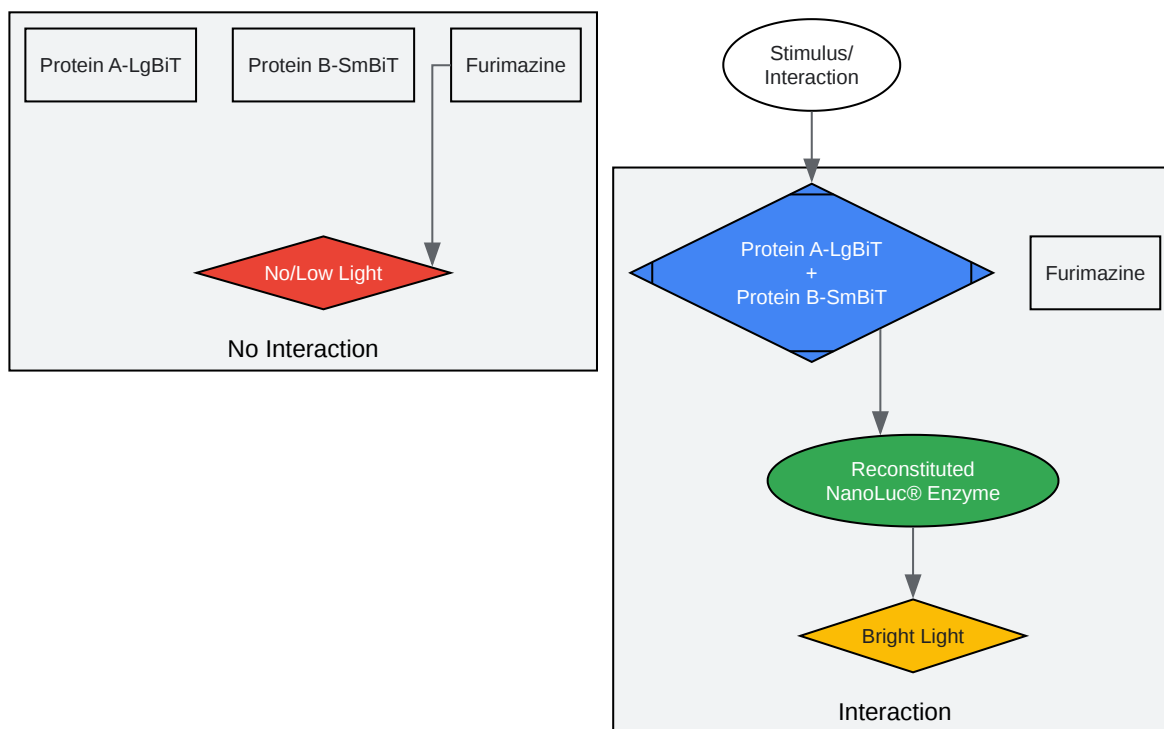 Protein A-LgBiT
Protein B-SmBiT
Furimazine
No/Low Light
No Interaction
Stimulus/
Interaction
Protein A-LgBiT
+
Protein B-SmBiT
Furimazine
Reconstituted
NanoLuc® Enzyme
Bright Light
Interaction